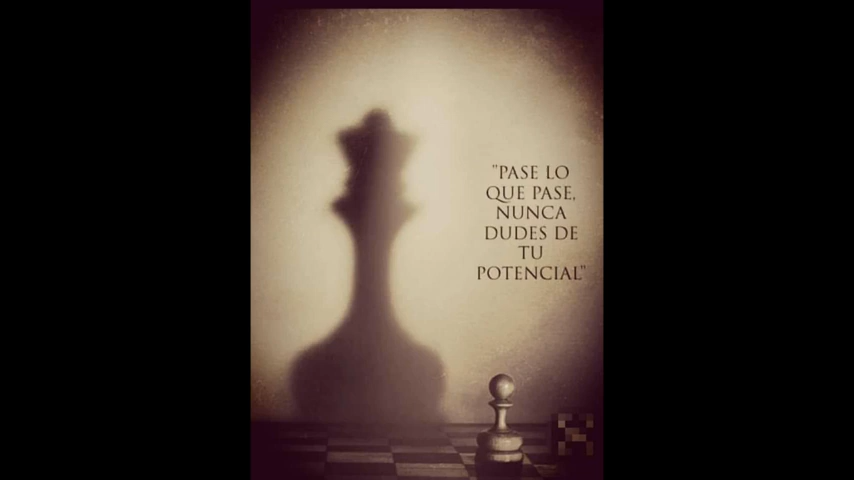 "PASE LO
QUE PASE,
NUNCA
DUDES DE
TU
POTENCIAL"